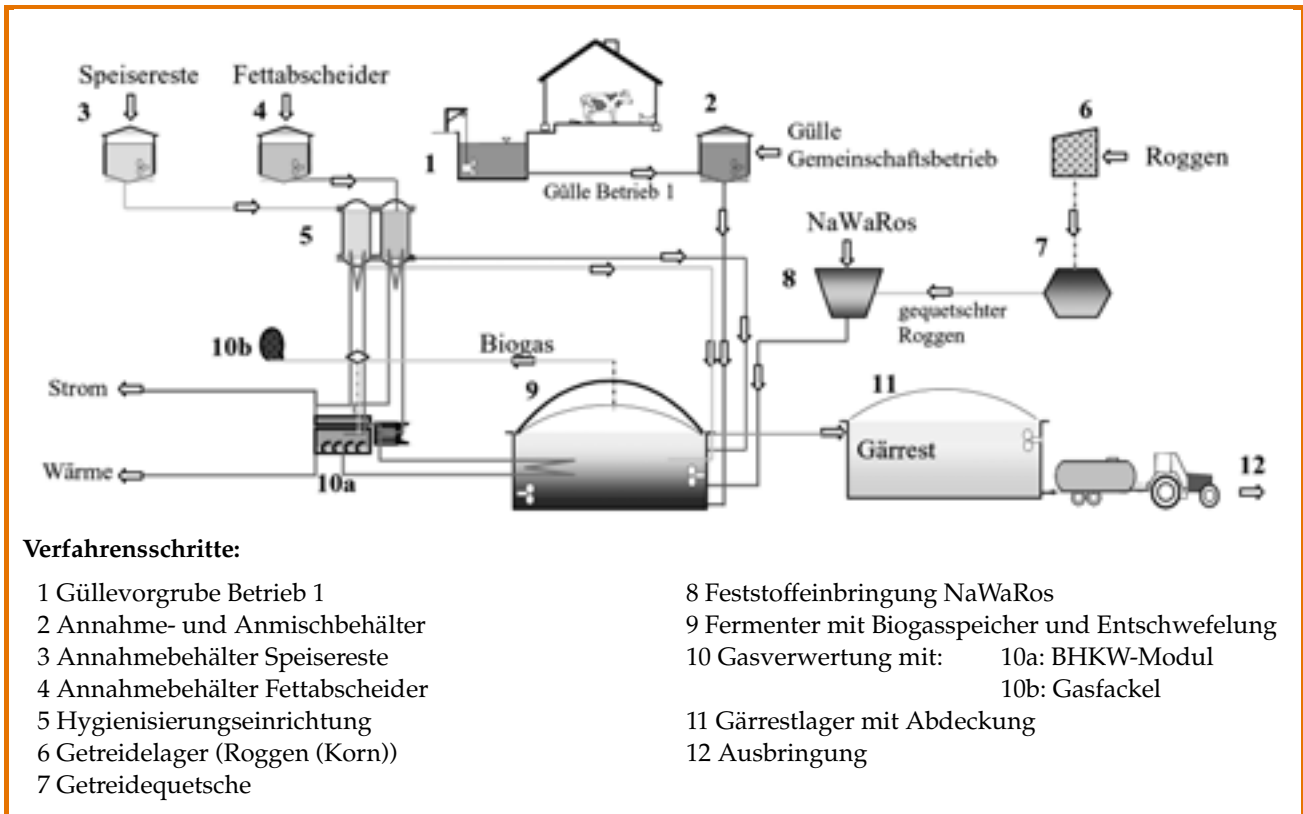 Speisereste
Fettabscheider
3
4
1
2
6
Gülle
Gemeinschaftsbetrieb
Roggen
Gülle Betrieb 1
5
NaWaRos
7
8
gequetschter
Roggen
10b
Biogas
Strom
9
11
Wärme
10a
Gärrest
12
Verfahrensschritte:
1 Güllevorgrube Betrieb 1
2 Annahme- und Anmischbehälter
3 Annahmebehälter Speisereste
4 Annahmebehälter Fettabscheider
5 Hygienisierungseinrichtung
6 Getreidelager (Roggen (Korn))
7 Getreidequetsche
8 Feststoffeinbringung NaWaRos
9 Fermenter mit Biogasspeicher und Entschwefelung
10 Gasverwertung mit: 10a: BHKW-Modul
10b: Gasfackel
11 Gärrestlager mit Abdeckung
12 Ausbringung